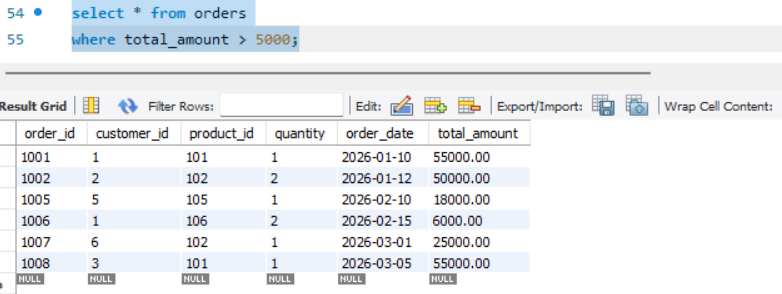 54 select * from orders
55 where total_amount > 5000;
Result Grid Filter Rows: Edit: Export/Import: Wrap Cell Content:
order_id customer_id product_id quantity order_date total_amount
1001 1 101 1 2026-01-10 55000.00
1002 2 102 2 2026-01-12 50000.00
1005 5 105 1 2026-02-10 18000.00
1006 1 106 2 2026-02-15 6000.00
1007 6 102 1 2026-03-01 25000.00
1008 3 101 1 2026-03-05 55000.00
NULL NULL NULL NULL NULL NULL